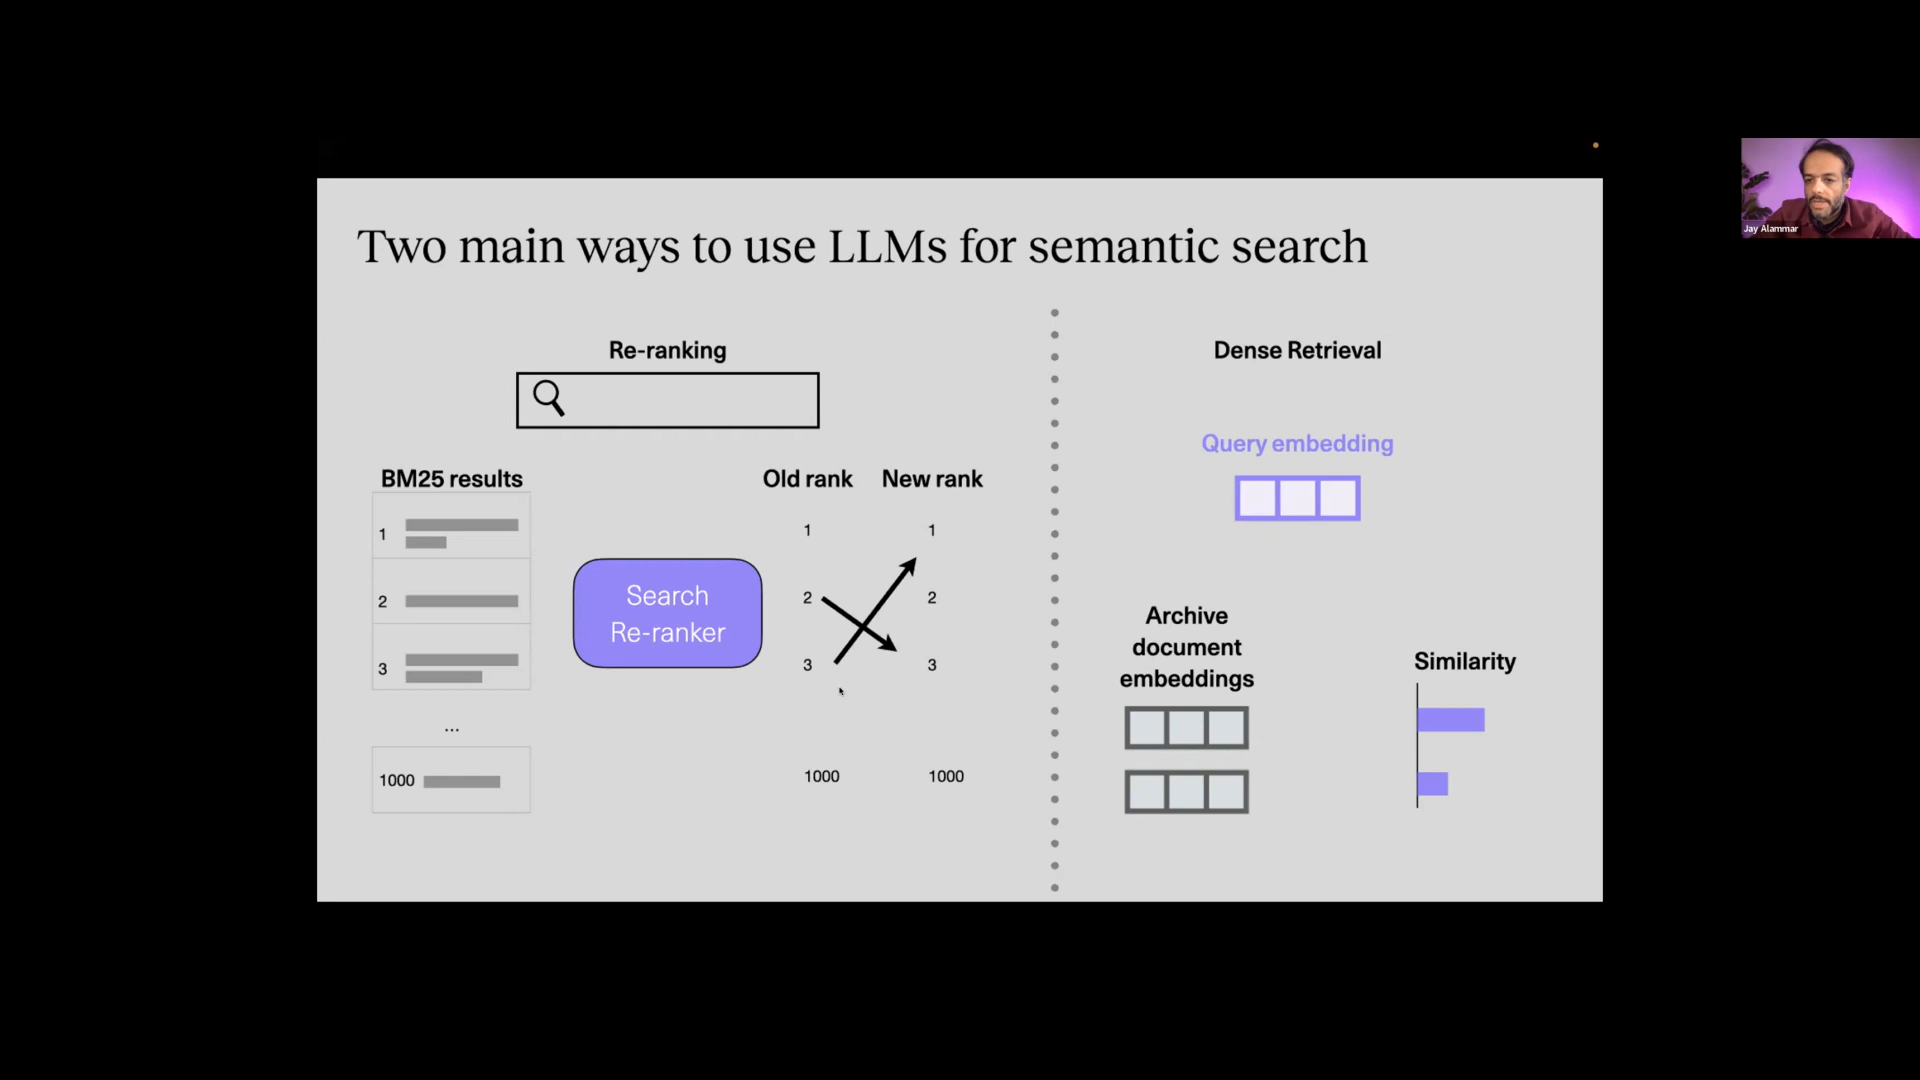 Two main ways to use LLMs for semantic search
Re-ranking
BM25 results
1
2
3
...
1000
Search
Re-ranker
Old rank New rank
1 1
2 2
3 3
1000 1000
Dense Retrieval
Query embedding
Archive
document
embeddings
Similarity
Jay Alammar